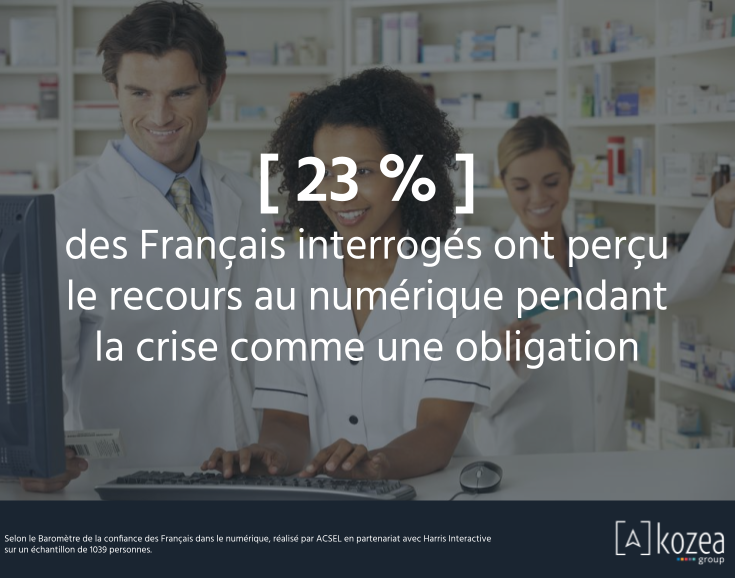 [ 23 % ]
des Français interrogés ont perçu
le recours au numérique pendant
la crise comme une obligation
Selon le Baromètre de la confiance des Français dans le numérique, réalisé par ACSEL en partenariat avec Harris Interactive
sur un échantillon de 1039 personnes.
[A]kozea
group